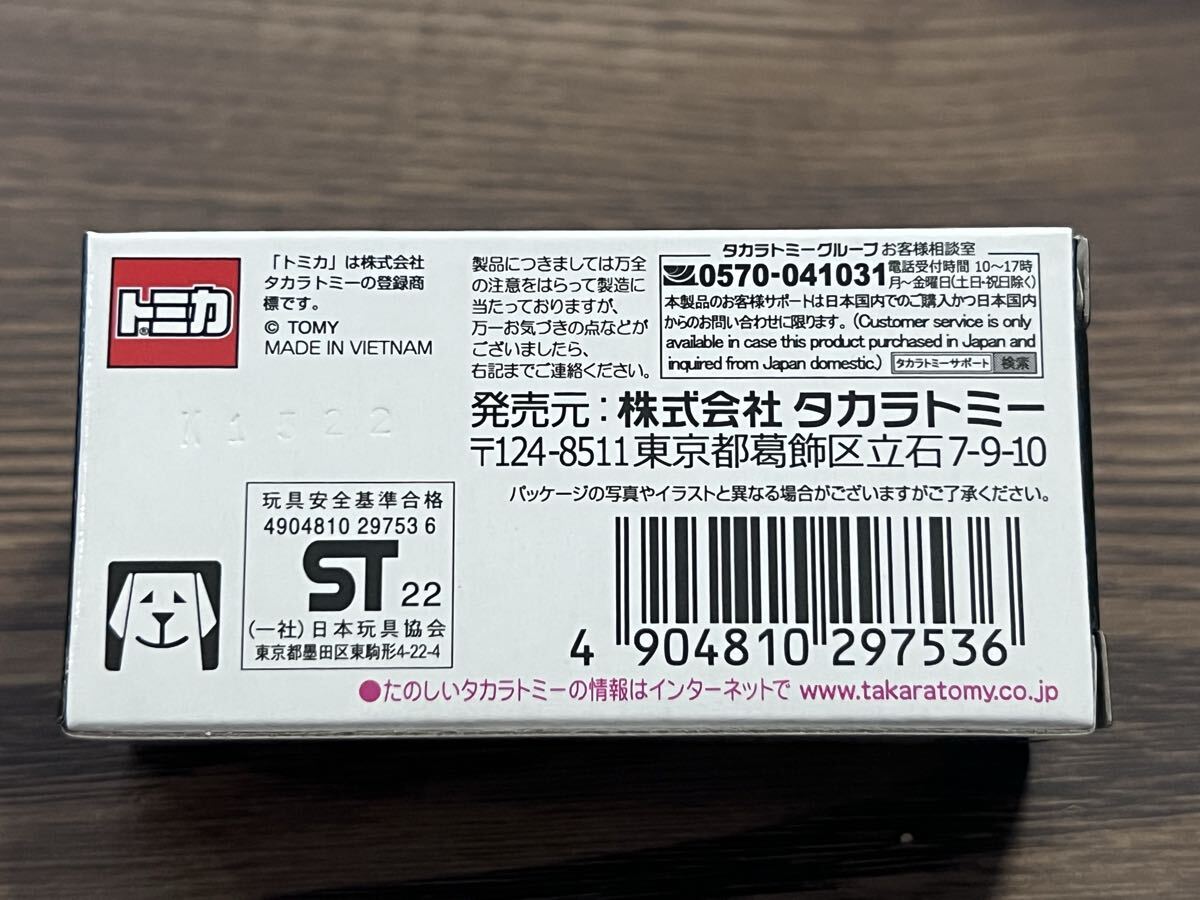 トミカ
®
「トミカ」は株式会社
タカラトミーの登録商
標です。
© TOMY
MADE IN VIETNAM
K1522
製品につきましては万全
の注意をはらって製造に
当たっておりますが、
万一お気づきの点などが
ございましたら、
右記までご連絡ください。
タカラトミーグループ お客様相談室
0570-041031 電話受付時間 10〜17時
月〜金曜日(土日・祝日除く)
本製品のお客様サポートは日本国内でのご購入かつ日本国内
からのお問い合わせに限ります。(Customer service is only
available in case this product purchased in Japan and
inquired from Japan domestic.) タカラトミーサポート 検索
発売元:株式会社 タカラトミー
〒124-8511 東京都葛飾区立石7-9-10
パッケージの写真やイラストと異なる場合がございますがご了承ください。
玩具安全基準合格
4904810 29753 6
ST 22
(一社)日本玩具協会
東京都墨田区東駒形4-22-4
4 904810 297536
●たのしいタカラトミーの情報はインターネットで www.takaratomy.co.jp